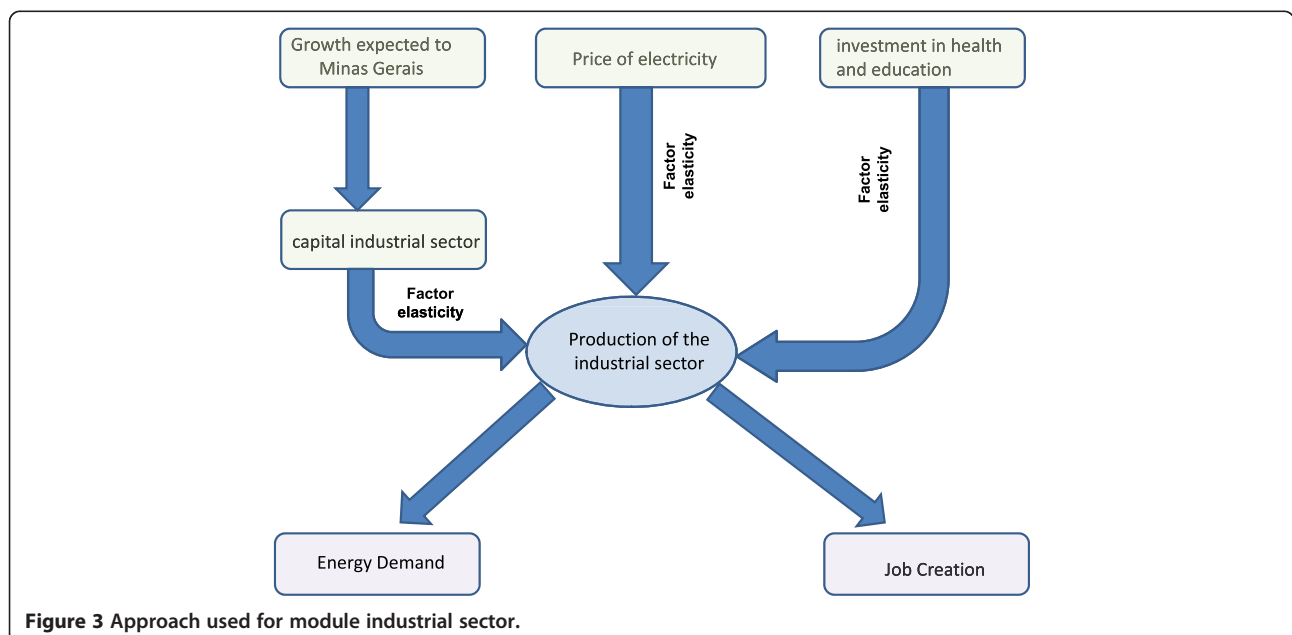 Growth expected to
Minas Gerais
Price of electricity
investment in health
and education
Factor
elasticity
Factor
elasticity
capital industrial sector
Factor
elasticity
Production of the
industrial sector
Energy Demand
Job Creation
Figure 3 Approach used for module industrial sector.